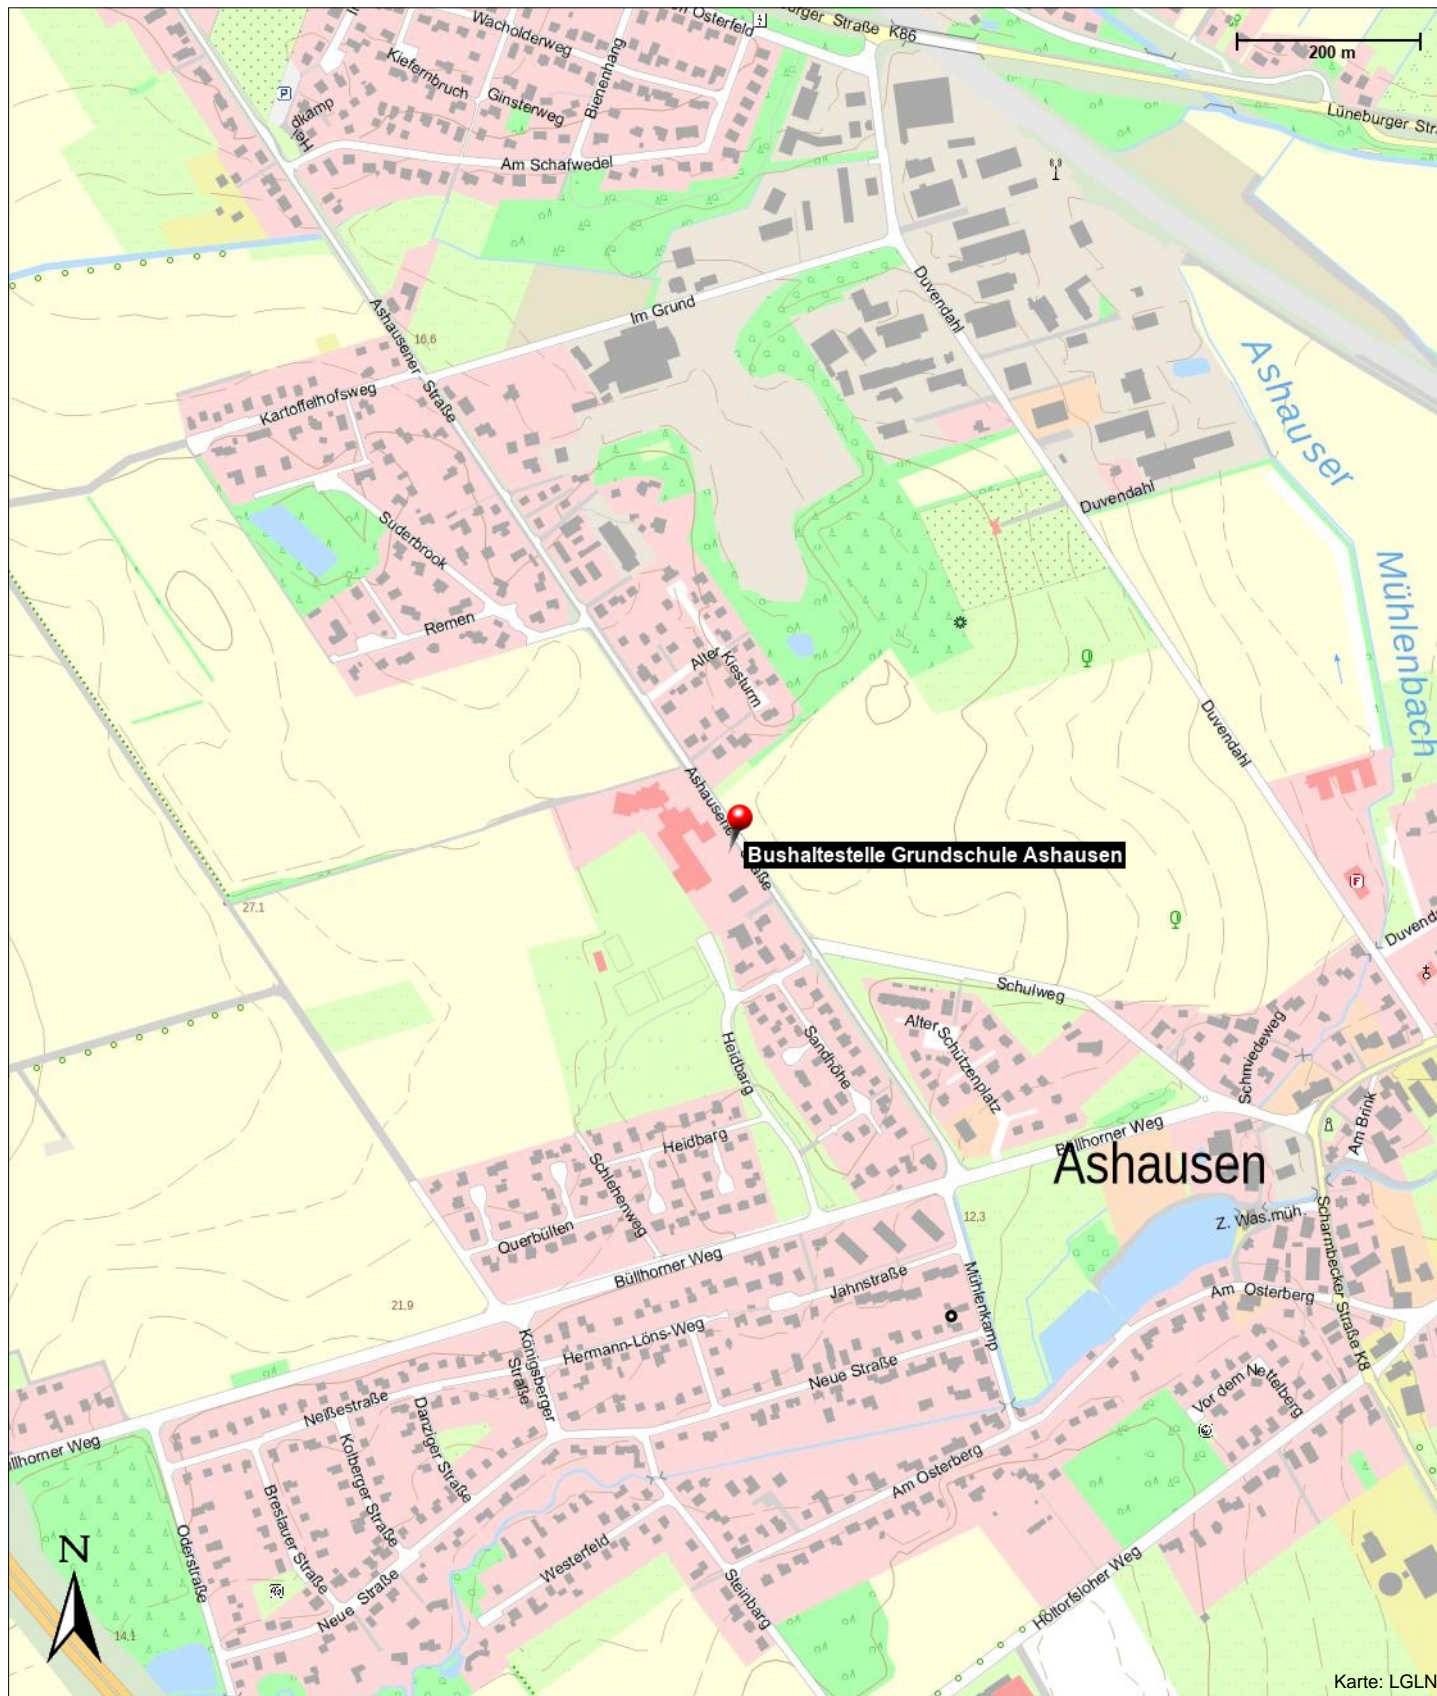 Wacholderweg
Osterfeld
Straße K86
200 m
Kiefernbruch
Ginsterweg
Bienenhang
P
Heidkamp
Am Schafwedel
Lüneburger Str
Im Grund
Duvendahl
Ashausener Straße
16,6
Kartoffelhofsweg
Ashauser
Mühlenbach
Duvendahl
Suderbrook
Remen
Alter Kiesturm
Duvendahl
Ashausene
aße
Bushaltestelle Grundschule Ashausen
F
27,1
Duvend
Schulweg
Alter Schützenplatz
Schmiedeweg
Heidbarg
Sandhöhe
Am Brink
Heidbarg
Büllhorner Weg
Ashausen
Schlehenweg
Querbülten
12,3
Z. Was.müh.
Büllhorner Weg
Jahnstraße
Mühlenkamp
Am Osterberg
Scharmbecker Straße K8
21,9
Hermann-Löns-Weg
Königsberger Straße
Neue Straße
Vor dem Nettelberg
Neißestraße
Danziger Straße
Kolberger Straße
llhorner Weg
Am Osterberg
Breslauer Straße
Oderstraße
N
Westerfeld
Steinbarg
Neue Straße
Holtorfsloher Weg
14,1
Karte: LGLN